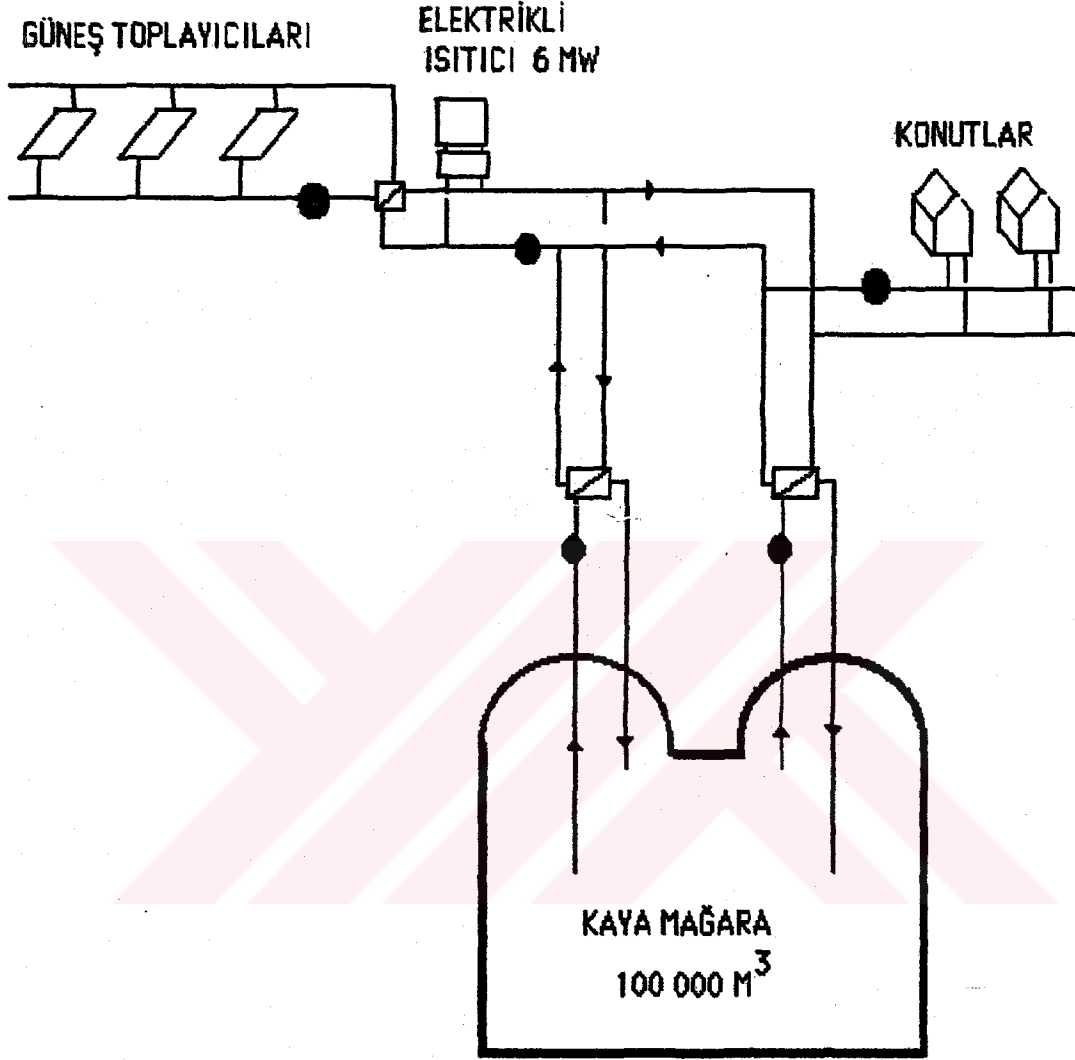 GÜNEŞ TOPLAYICILARI
ELEKTRİKLİ
ISITICI 6 MW
KONUTLAR
KAYA MAĞARA
100 000 M³